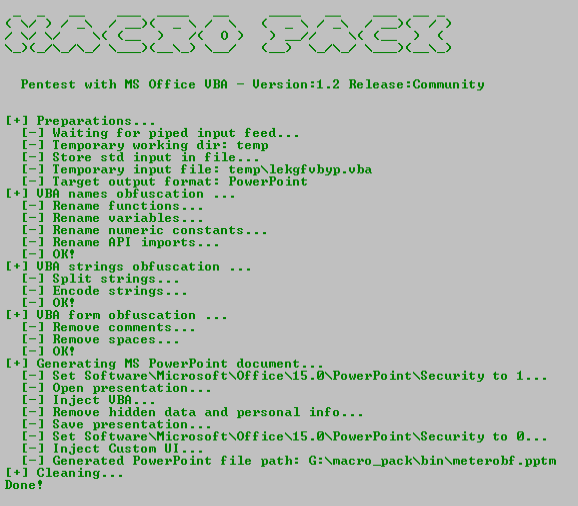 MACRO PACK
Pentest with MS Office VBA - Version:1.2 Release:Community
[+] Preparations...
[-] Waiting for piped input feed...
[-] Temporary working dir: temp
[-] Store std input in file...
[-] Temporary input file: temp\lekgfvbyp.vba
[-] Target output format: PowerPoint
[+] VBA names obfuscation ...
[-] Rename functions...
[-] Rename variables...
[-] Rename numeric constants...
[-] Rename API imports...
[-] OK!
[+] VBA strings obfuscation ...
[-] Split strings...
[-] Encode strings...
[-] OK!
[+] VBA form obfuscation ...
[-] Remove comments...
[-] Remove spaces...
[-] OK!
[+] Generating MS PowerPoint document...
[-] Set Software\Microsoft\Office\15.0\PowerPoint\Security to 1...
[-] Open presentation...
[-] Inject VBA...
[-] Remove hidden data and personal info...
[-] Save presentation...
[-] Set Software\Microsoft\Office\15.0\PowerPoint\Security to 0...
[-] Inject Custom UI...
[-] Generated PowerPoint file path: G:\macro_pack\bin\meterobf.pptm
[+] Cleaning...
Done!